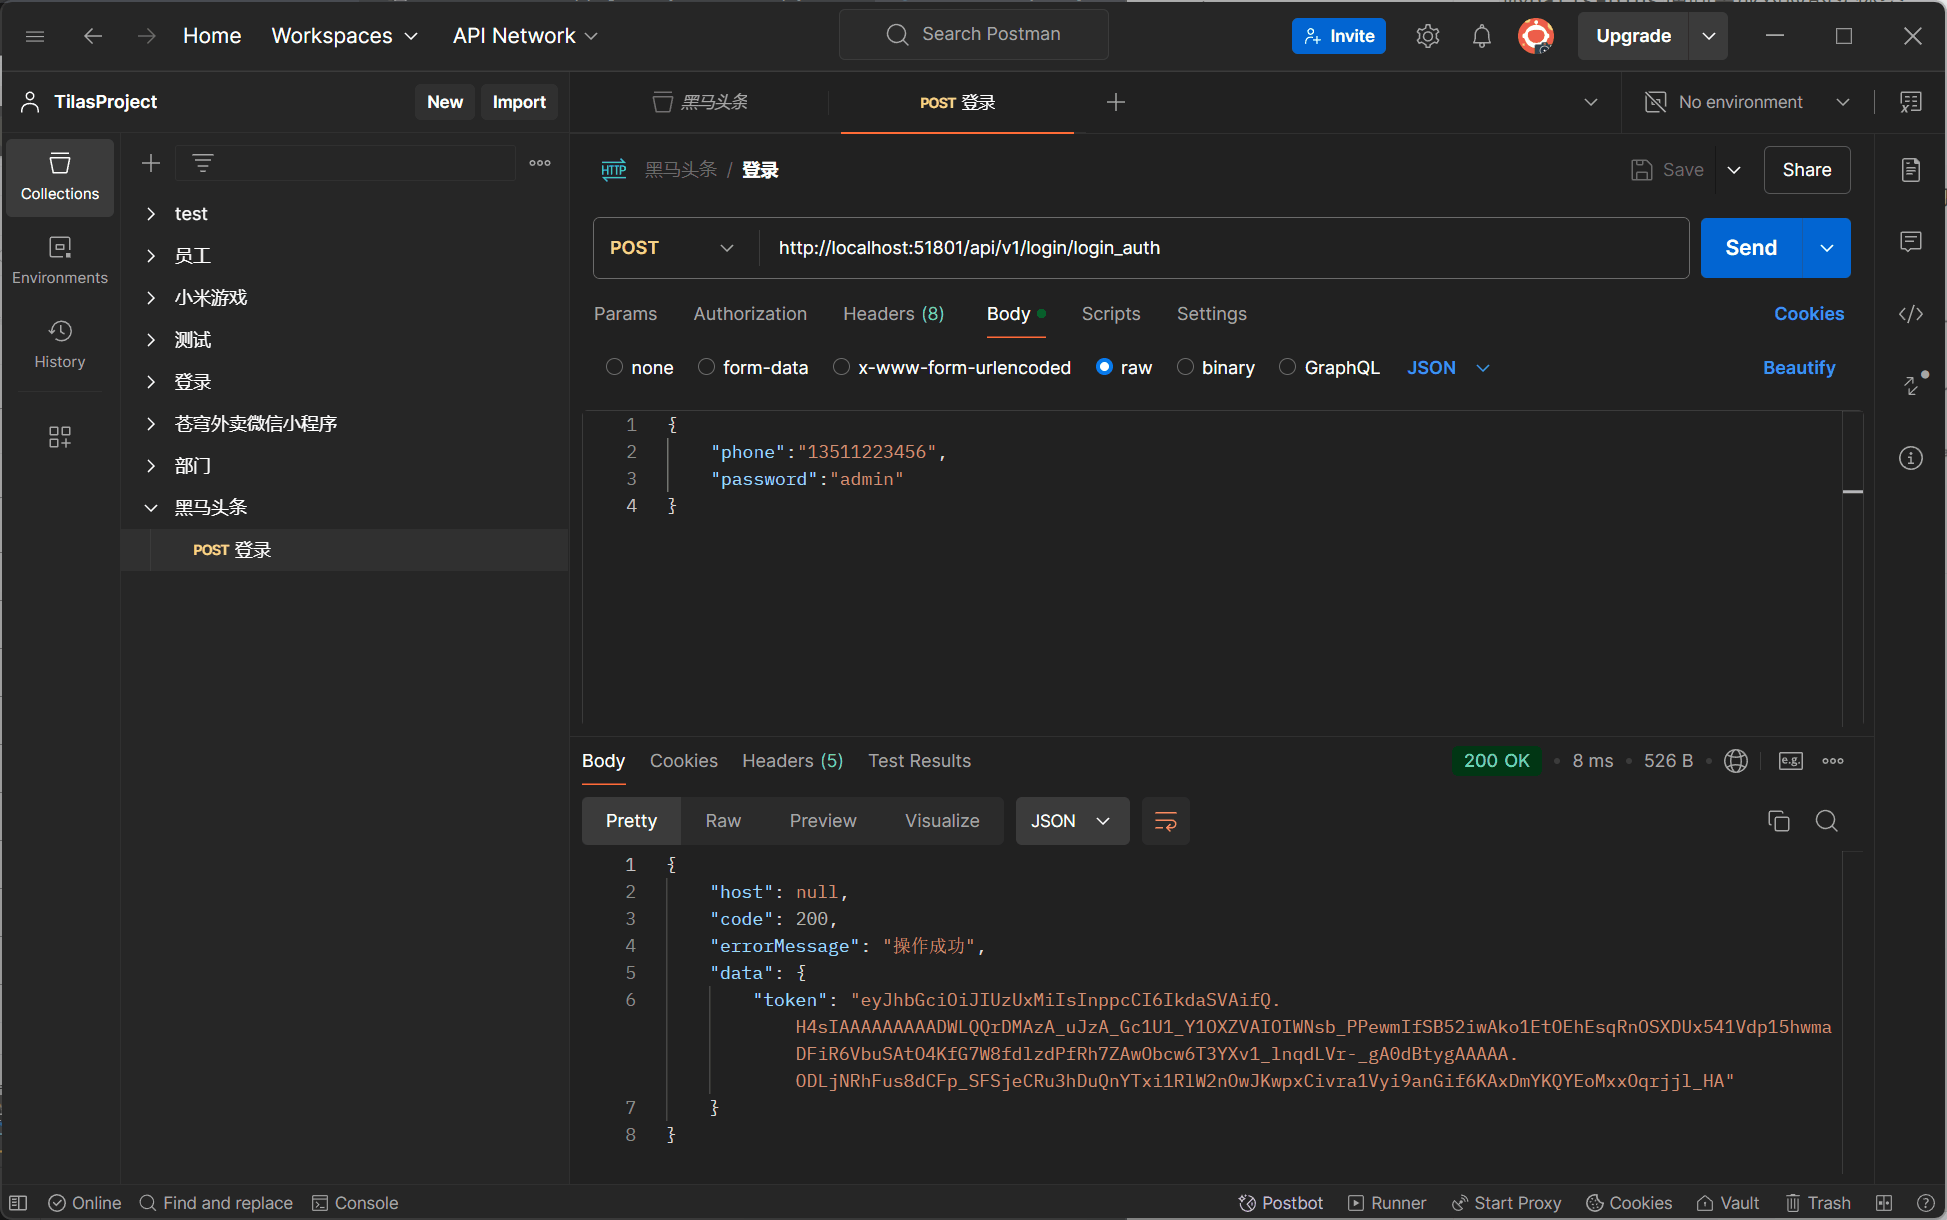 Home
Workspaces
API Network
Search Postman
Invite
Upgrade
TilasProject
New
Import
黑马头条
POST 登录
No environment
Collections
Environments
History
test
员工
小米游戏
测试
登录
苍穹外卖微信小程序
部门
黑马头条
POST 登录
HTTP
黑马头条 / 登录
Save
Share
POST
http://localhost:51801/api/v1/login/login_auth
Send
Params
Authorization
Headers (8)
Body
Scripts
Settings
Cookies
none
form-data
x-www-form-urlencoded
raw
binary
GraphQL
JSON
Beautify
1 {
2 "phone":"13511223456",
3 "password":"admin"
4 }
Body
Cookies
Headers (5)
Test Results
200 OK
8 ms
526 B
e.g.
Pretty
Raw
Preview
Visualize
JSON
1 {
2 "host": null,
3 "code": 200,
4 "errorMessage": "操作成功",
5 "data": {
6 "token": "eyJhbGciOiJIUzUxMiIsInppcCI6IkdaSVAifQ.
H4sIAAAAAAAAADWLQQrDMAzA_uJzA_Gc1U1_Y1OXZVAIOIWNsb_PPewmIfSB52iwAko1EtOEhEsqRnOSXDUx541Vdp15hwma
DFiR6VbuSAtO4KfG7W8fdlzdPfRh7ZAwObcw6T3YXv1_lnqdLVr-_gA0dBtygAAAAA.
ODLjNRhFus8dCFp_SFSjeCRu3hDuQnYTxi1RlW2nOwJKwpxCivra1Vyi9anGif6KAxDmYKQYEoMxxOqrjjl_HA"
7 }
8 }
Online
Find and replace
Console
Postbot
Runner
Start Proxy
Cookies
Vault
Trash